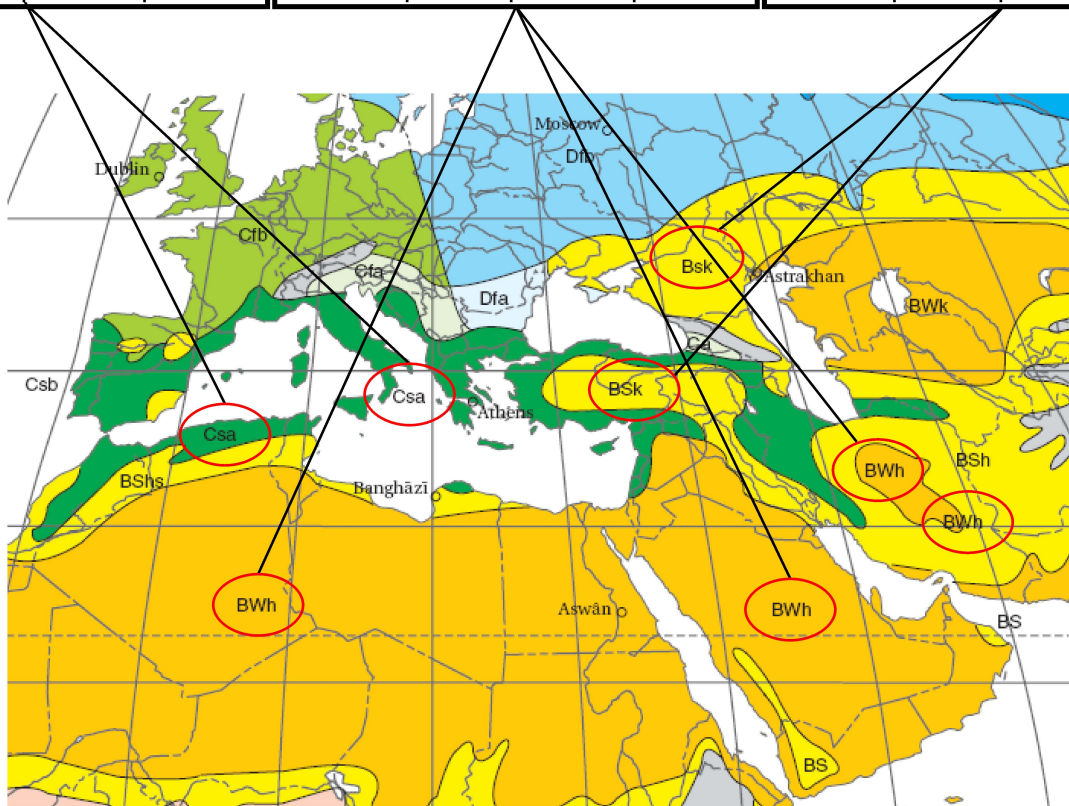 Moscow
Dfb
Dublin
Cfb
Cfa
Bsk
Astrakhan
Dfa
BWk
Ca
Csb
Csa
BSk
Athens
Csa
BSh
BWh
BShs
Banghāzī
BWh
BWh
Aswân
BWh
BS
BS